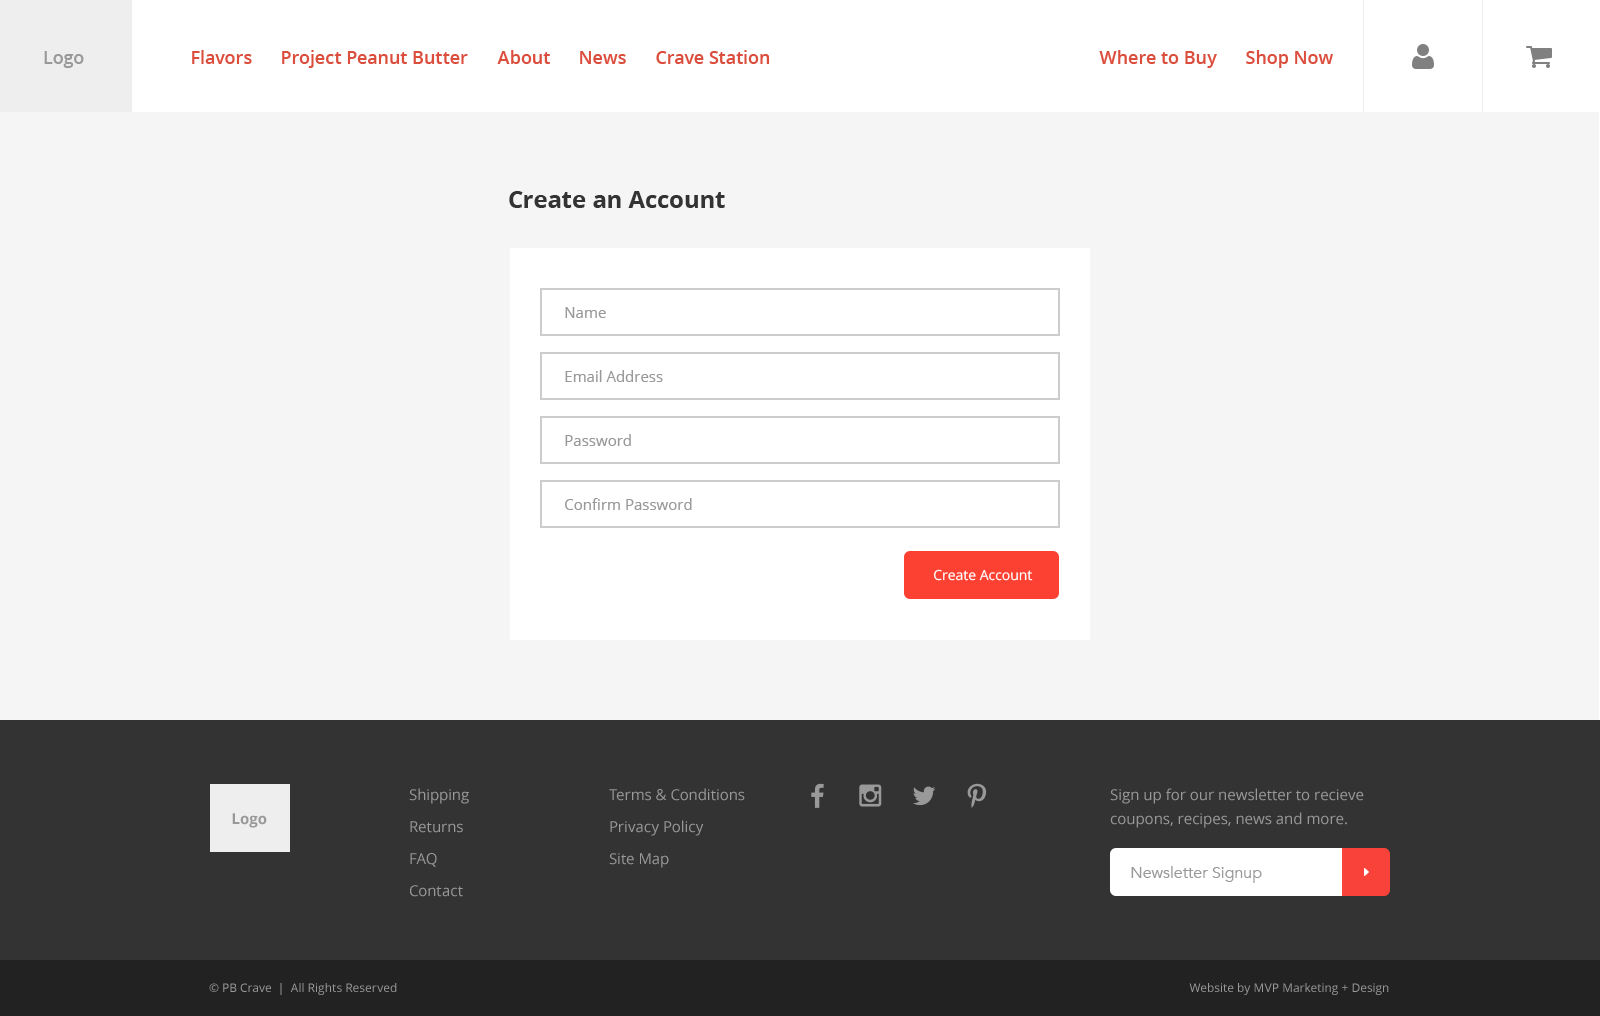 Logo
Flavors Project Peanut Butter About News Crave Station Where to Buy Shop Now
Create an Account
Name
Email Address
Password
Confirm Password
Create Account
Logo
Shipping
Returns
FAQ
Contact
Terms & Conditions
Privacy Policy
Site Map
Sign up for our newsletter to recieve
coupons, recipes, news and more.
Newsletter Signup
© PB Crave | All Rights Reserved
Website by MVP Marketing + Design